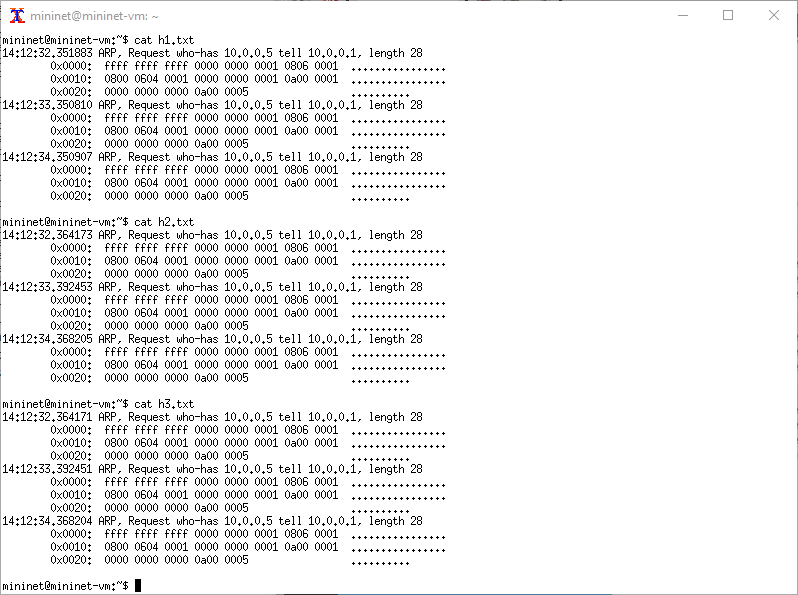 mininet@mininet-vm: ~
mininet@mininet-vm:~$ cat h1.txt
14:12:32.351883 ARP, Request who-has 10.0.0.5 tell 10.0.0.1, length 28
        0x0000:  ffff ffff ffff 0000 0000 0001 0806 0001  ................
        0x0010:  0800 0604 0001 0000 0000 0001 0a00 0001  ................
        0x0020:  0000 0000 0000 0a00 0005                 ..........
14:12:33.350810 ARP, Request who-has 10.0.0.5 tell 10.0.0.1, length 28
        0x0000:  ffff ffff ffff 0000 0000 0001 0806 0001  ................
        0x0010:  0800 0604 0001 0000 0000 0001 0a00 0001  ................
        0x0020:  0000 0000 0000 0a00 0005                 ..........
14:12:34.350907 ARP, Request who-has 10.0.0.5 tell 10.0.0.1, length 28
        0x0000:  ffff ffff ffff 0000 0000 0001 0806 0001  ................
        0x0010:  0800 0604 0001 0000 0000 0001 0a00 0001  ................
        0x0020:  0000 0000 0000 0a00 0005                 ..........
mininet@mininet-vm:~$ cat h2.txt
14:12:32.364173 ARP, Request who-has 10.0.0.5 tell 10.0.0.1, length 28
        0x0000:  ffff ffff ffff 0000 0000 0001 0806 0001  ................
        0x0010:  0800 0604 0001 0000 0000 0001 0a00 0001  ................
        0x0020:  0000 0000 0000 0a00 0005                 ..........
14:12:33.392453 ARP, Request who-has 10.0.0.5 tell 10.0.0.1, length 28
        0x0000:  ffff ffff ffff 0000 0000 0001 0806 0001  ................
        0x0010:  0800 0604 0001 0000 0000 0001 0a00 0001  ................
        0x0020:  0000 0000 0000 0a00 0005                 ..........
14:12:34.368205 ARP, Request who-has 10.0.0.5 tell 10.0.0.1, length 28
        0x0000:  ffff ffff ffff 0000 0000 0001 0806 0001  ................
        0x0010:  0800 0604 0001 0000 0000 0001 0a00 0001  ................
        0x0020:  0000 0000 0000 0a00 0005                 ..........
mininet@mininet-vm:~$ cat h3.txt
14:12:32.364171 ARP, Request who-has 10.0.0.5 tell 10.0.0.1, length 28
        0x0000:  ffff ffff ffff 0000 0000 0001 0806 0001  ................
        0x0010:  0800 0604 0001 0000 0000 0001 0a00 0001  ................
        0x0020:  0000 0000 0000 0a00 0005                 ..........
14:12:33.392451 ARP, Request who-has 10.0.0.5 tell 10.0.0.1, length 28
        0x0000:  ffff ffff ffff 0000 0000 0001 0806 0001  ................
        0x0010:  0800 0604 0001 0000 0000 0001 0a00 0001  ................
        0x0020:  0000 0000 0000 0a00 0005                 ..........
14:12:34.368204 ARP, Request who-has 10.0.0.5 tell 10.0.0.1, length 28
        0x0000:  ffff ffff ffff 0000 0000 0001 0806 0001  ................
        0x0010:  0800 0604 0001 0000 0000 0001 0a00 0001  ................
        0x0020:  0000 0000 0000 0a00 0005                 ..........
mininet@mininet-vm:~$